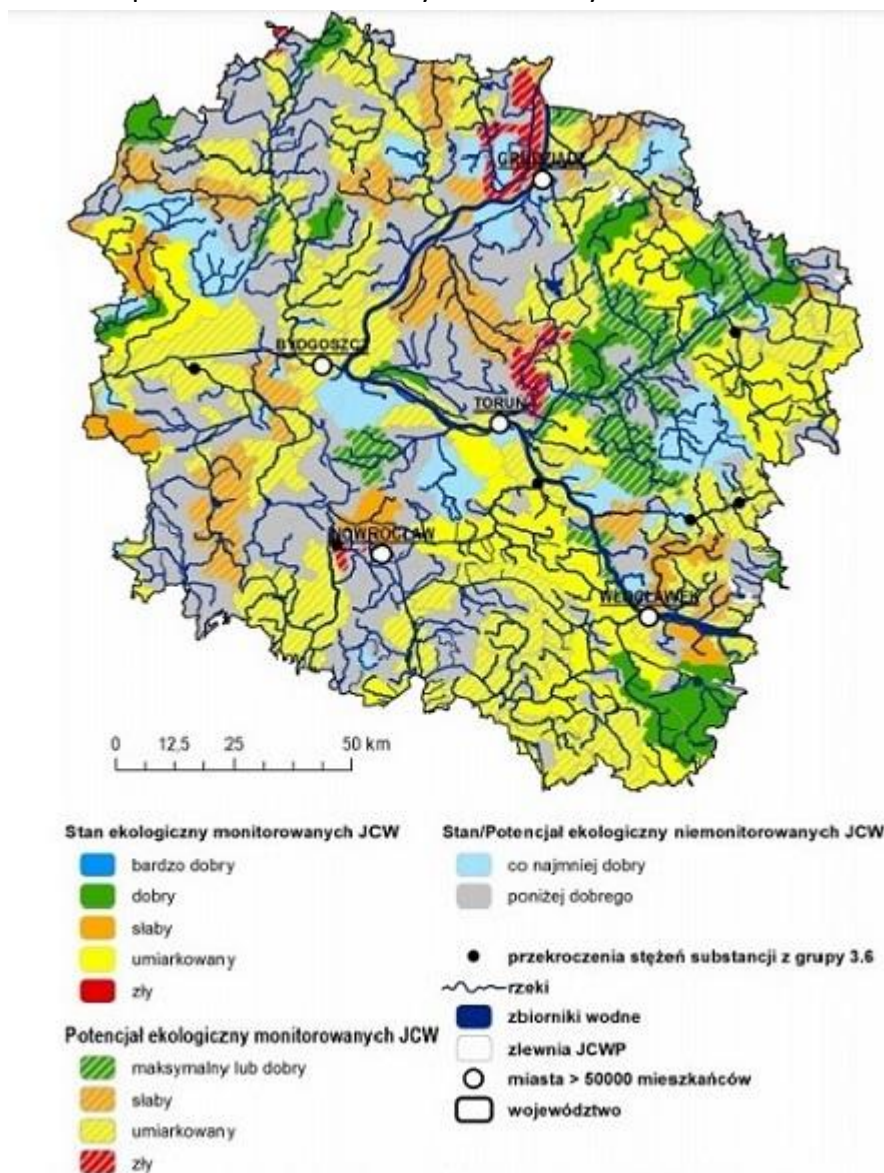 GRUDZIĄDZ
BYDGOSZCZ
TORUŃ
INOWROCŁAW
WŁOCŁAWEK
0 12,5 25 50 km
Stan ekologiczny monitorowanych JCW
bardzo dobry
dobry
słaby
umiarkowany
zły
Potencjał ekologiczny monitorowanych JCW
maksymalny lub dobry
słaby
umiarkowany
zły
Stan/Potencjał ekologiczny niemonitorowanych JCW
co najmniej dobry
poniżej dobrego
przekroczenia stężeń substancji z grupy 3.6
rzeki
zbiorniki wodne
zlewnia JCWP
miasta > 50000 mieszkańców
województwo